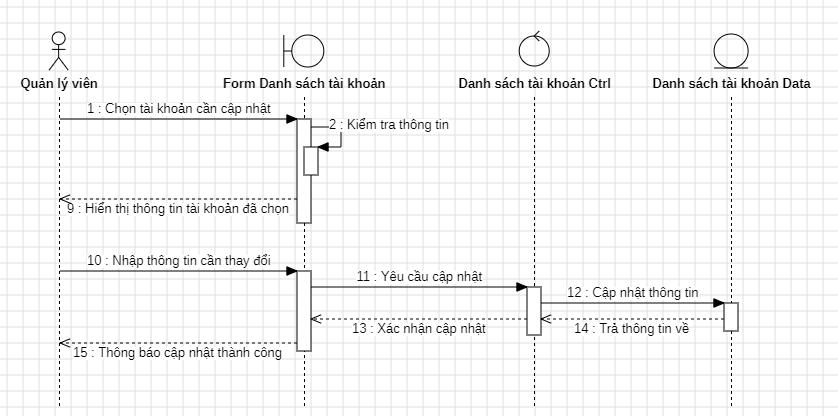 Quản lý viên
Form Danh sách tài khoản
Danh sách tài khoản Ctrl
Danh sách tài khoản Data
1 : Chọn tài khoản cần cập nhật
2 : Kiểm tra thông tin
9 : Hiển thị thông tin tài khoản đã chọn
10 : Nhập thông tin cần thay đổi
11 : Yêu cầu cập nhật
12 : Cập nhật thông tin
13 : Xác nhận cập nhật
14 : Trả thông tin về
15 : Thông báo cập nhật thành công